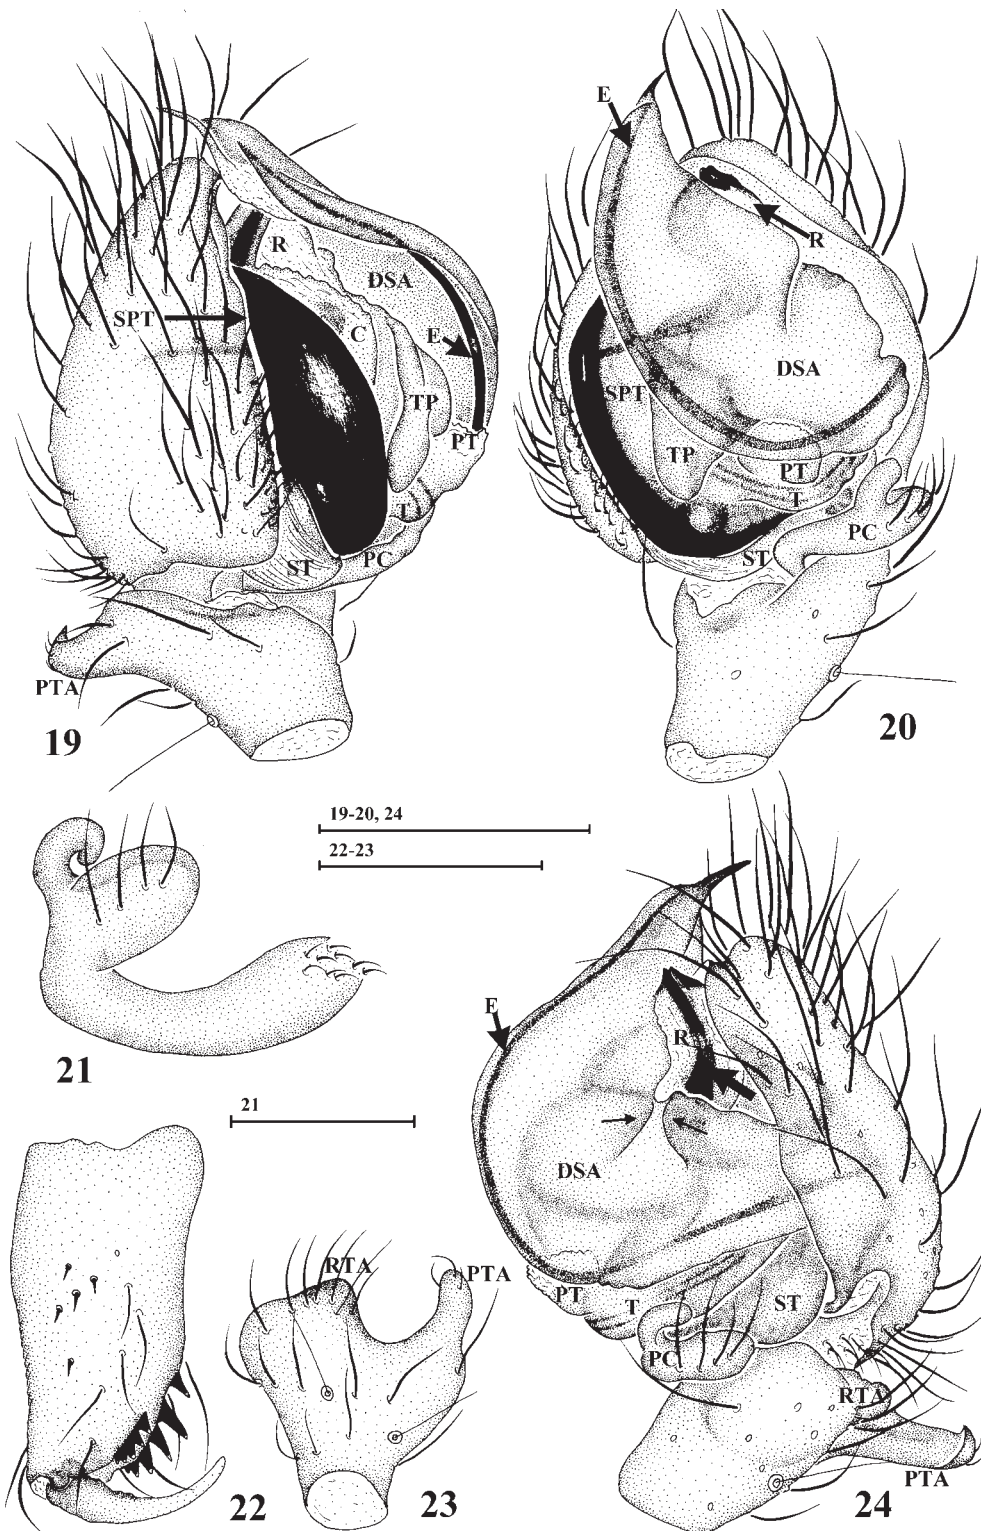 R
DSA
SPT
C
E
TP
PT
T
PC
ST
PTA
19
E
R
DSA
SPT
TP
PT
T
PC
ST
20
19-20, 24
22-23
21
21
E
R
DSA
PT
T
ST
PC
RTA
PTA
24
22
RTA
PTA
23